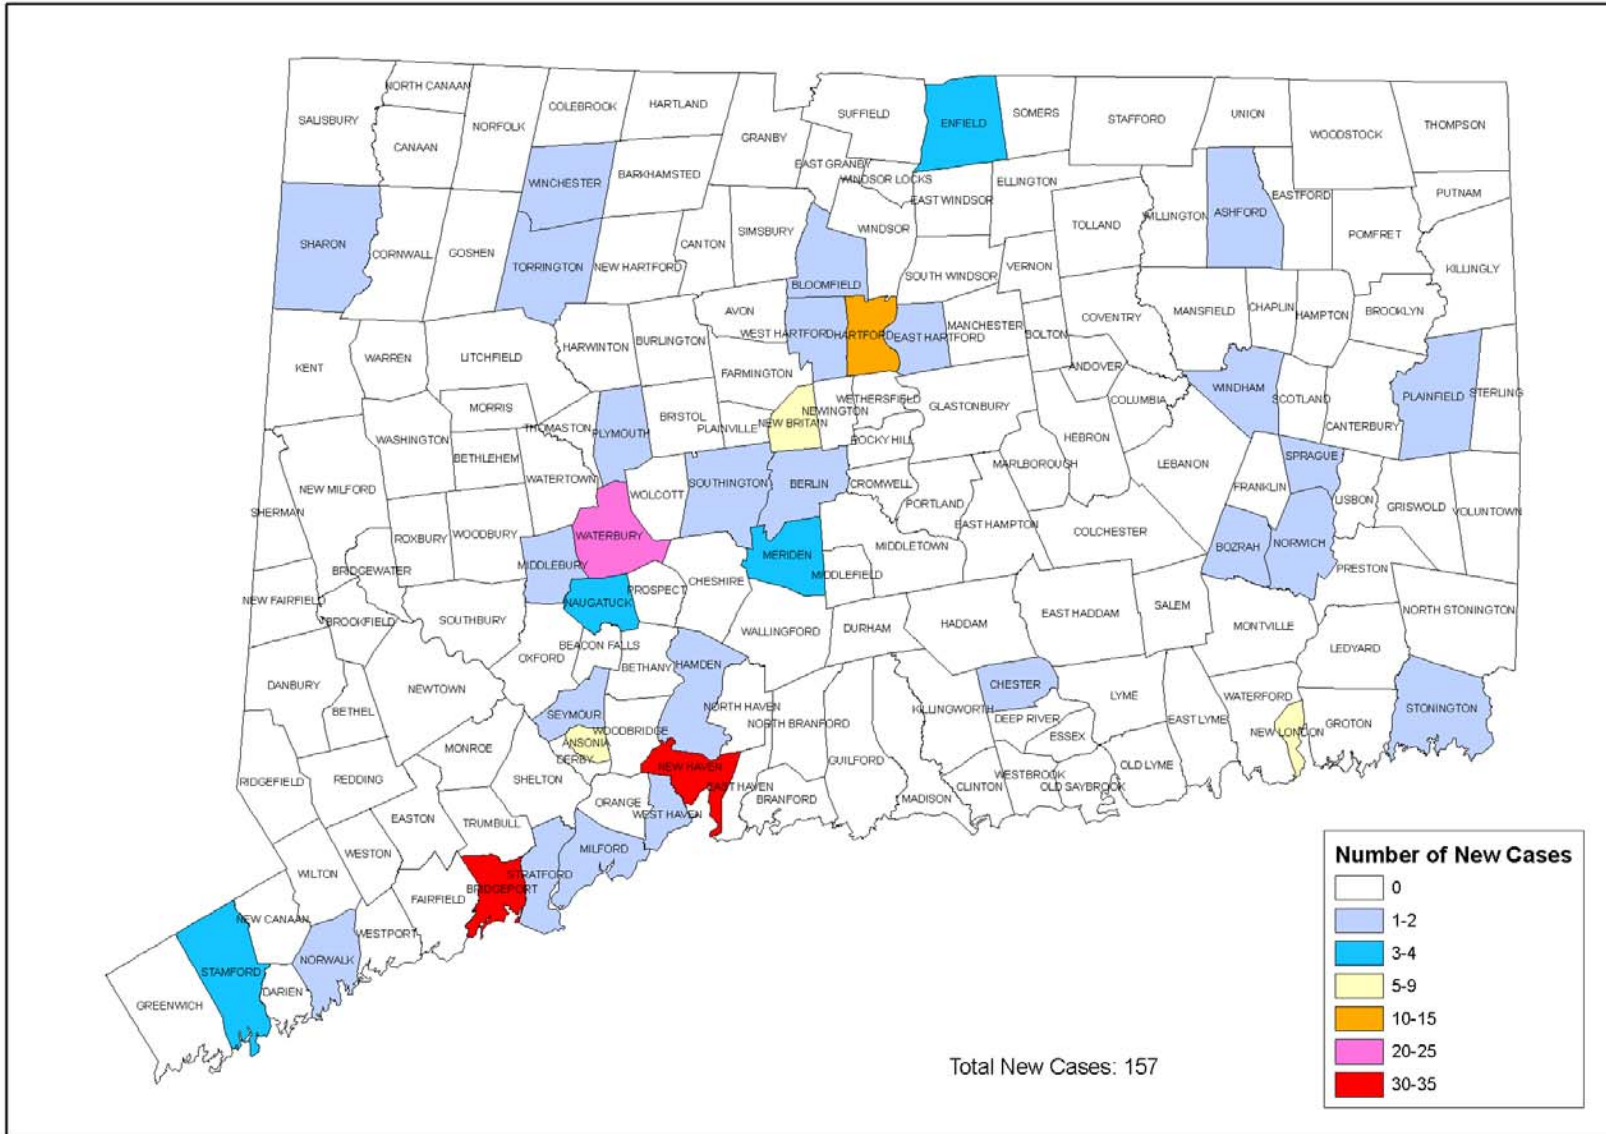 NORTH CANAAN
COLEBROOK
HARTLAND
SUFFIELD
ENFIELD
SOMERS
STAFFORD
UNION
WOODSTOCK
THOMPSON
SALISBURY
NORFOLK
CANAAN
GRANBY
EAST GRANBY
WINDSOR LOCKS
WINCHESTER
BARKHAMSTED
EAST WINDSOR
ELLINGTON
WILLINGTON
ASHFORD
EASTFORD
PUTNAM
SHARON
CORNWALL
GOSHEN
TORRINGTON
NEW HARTFORD
CANTON
SIMSBURY
WINDSOR
TOLLAND
POMFRET
BLOOMFIELD
SOUTH WINDSOR
VERNON
KILLINGLY
AVON
WEST HARTFORD
HARTFORD
EAST HARTFORD
MANCHESTER
BOLTON
COVENTRY
MANSFIELD
CHAPLIN
HAMPTON
BROOKLYN
KENT
WARREN
LITCHFIELD
HARWINTON
BURLINGTON
FARMINGTON
ANDOVER
COLUMBIA
WINDHAM
SCOTLAND
PLAINFIELD
STERLING
MORRIS
WASHINGTON
THOMASTON
PLYMOUTH
BRISTOL
PLAINVILLE
NEW BRITAIN
NEWINGTON
WETHERSFIELD
ROCKY HILL
GLASTONBURY
HEBRON
CANTERBURY
BETHLEHEM
WATERTOWN
WOLCOTT
SOUTHINGTON
BERLIN
CROMWELL
PORTLAND
MARLBOROUGH
LEBANON
SPRAGUE
FRANKLIN
LISBON
GRISWOLD
VOLUNTOWN
NEW MILFORD
SHERMAN
ROXBURY
WOODBURY
WATERBURY
EAST HAMPTON
COLCHESTER
BOZRAH
NORWICH
PRESTON
BRIDGEWATER
MIDDLEBURY
MERIDEN
MIDDLETOWN
MIDDLEFIELD
CHESHIRE
PROSPECT
NAUGATUCK
NEW FAIRFIELD
BROOKFIELD
SOUTHBURY
OXFORD
BEACON FALLS
BETHANY
HAMDEN
WALLINGFORD
DURHAM
HADDAM
EAST HADDAM
SALEM
MONTVILLE
NORTH STONINGTON
LEDYARD
DANBURY
BETHEL
NEWTOWN
SEYMOUR
WOODBRIDGE
NORTH HAVEN
NORTH BRANFORD
KILLINGWORTH
CHESTER
DEEP RIVER
ESSEX
LYME
EAST LYME
WATERFORD
NEW LONDON
GROTON
STONINGTON
MONROE
ANSONIA
DERBY
NEW HAVEN
EAST HAVEN
GUILFORD
RIDGEFIELD
REDDING
SHELTON
ORANGE
WEST HAVEN
BRANFORD
MADISON
CLINTON
WESTBROOK
OLD SAYBROOK
OLD LYME
EASTON
TRUMBULL
WESTON
STRATFORD
MILFORD
WILTON
BRIDGEPORT
FAIRFIELD
NEW CANAAN
WESTPORT
NORWALK
STAMFORD
DARIEN
GREENWICH
Number of New Cases
0
1-2
3-4
5-9
10-15
20-25
30-35
Total New Cases: 157